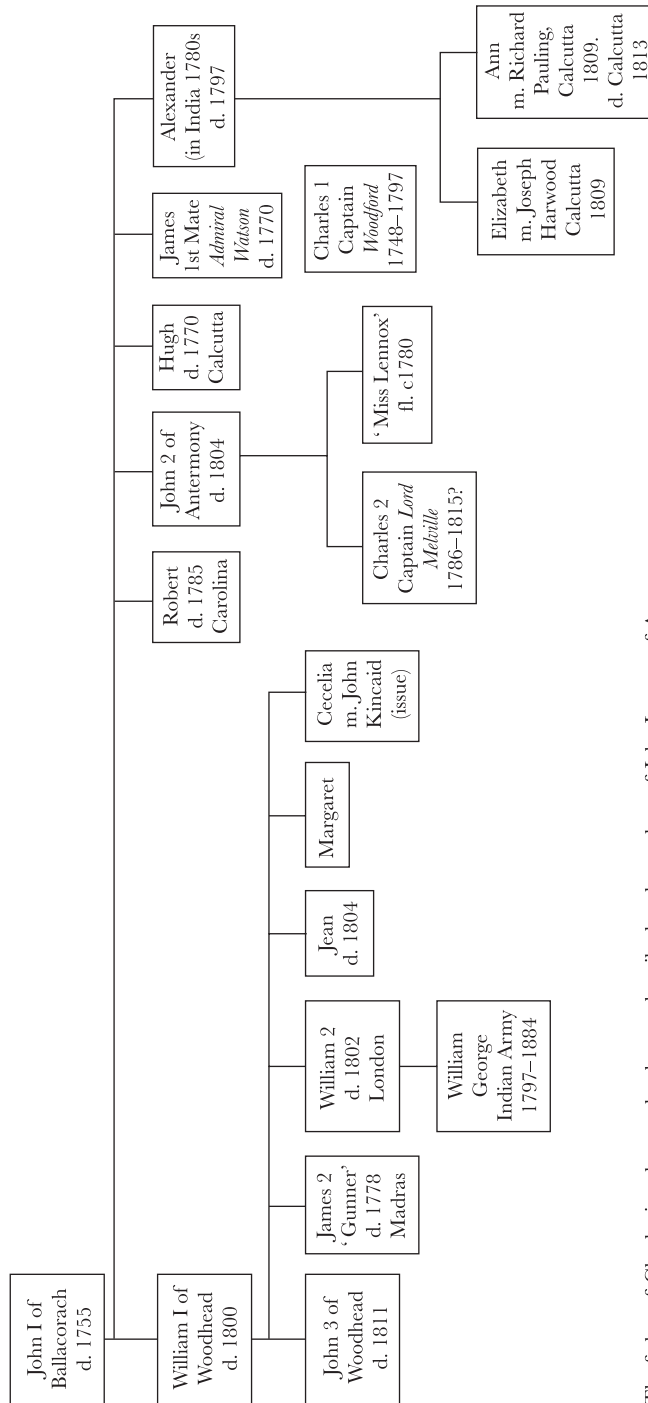 John I of
Ballacorach
d. 1755
William I of
Woodhead
d. 1800
Robert
d. 1785
Carolina
John 2 of
Antermony
d. 1804
Hugh
d. 1770
Calcutta
James
1st Mate
Admiral
Watson
d. 1770
Alexander
(in India 1780s
d. 1797
John 3 of
Woodhead
d. 1811
James 2
‘Gunner’
d. 1778
Madras
William 2
d. 1802
London
Jean
d. 1804
Margaret
Cecelia
m. John
Kincaid
(issue)
Charles 1
Captain
Woodford
1748–1797
Charles 2
Captain Lord
Melville
1786–1815?
‘Miss Lennox’
fl. c1780
William
George
Indian Army
1797–1884
Elizabeth
m. Joseph
Harwood
Calcutta
1809
Ann
m. Richard
Pauling,
Calcutta
1809.
d. Calcutta
1813